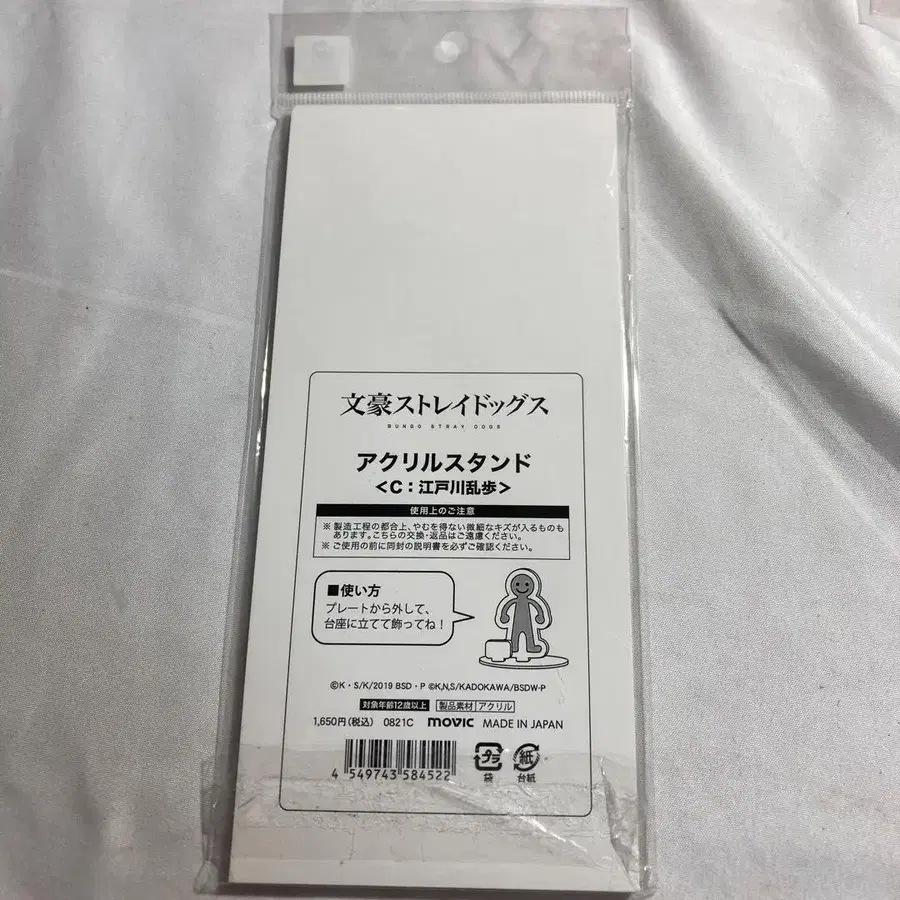 文豪ストレイドッグス
BUNGO STRAY DOGS
アクリルスタンド
<C:江戸川乱歩>
使用上のご注意
※製造工程の都合上、やむを得ない微細なキズが入るものも
あります。こちらの交換・返品はご遠慮ください。
※ご使用の前に同封の説明書を必ずご確認ください。
■使い方
プレートから外して、
台座に立てて飾ってね!
©K・S/K/2019 BSD・P ©K,N,S/KADOKAWA/BSDW-P
対象年齢12歳以上 製品素材 アクリル
1,650円(税込) 0821C movic MADE IN JAPAN
4 549743 584522
プラ 紙
袋 台紙